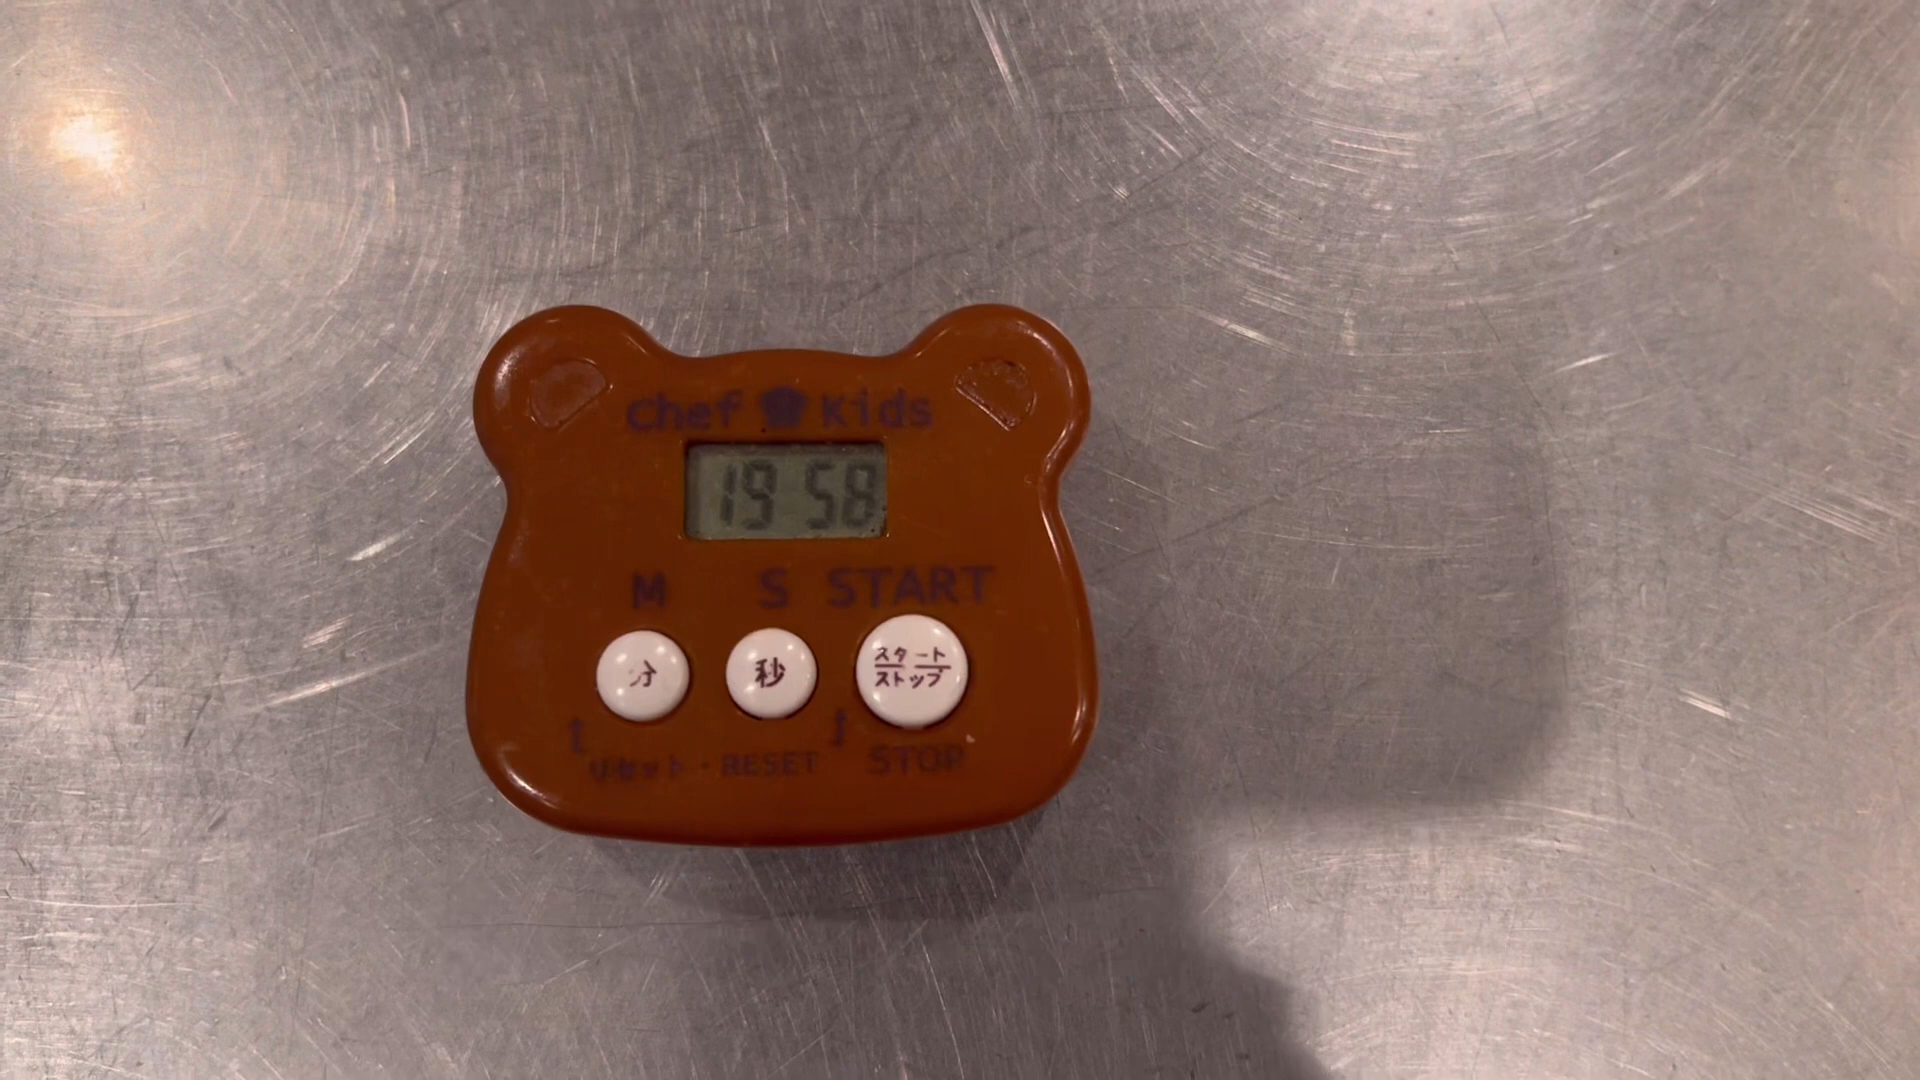 Chef Kids
19 58
M S START
分 秒 スタート
ストップ
リセット・RESET STOP